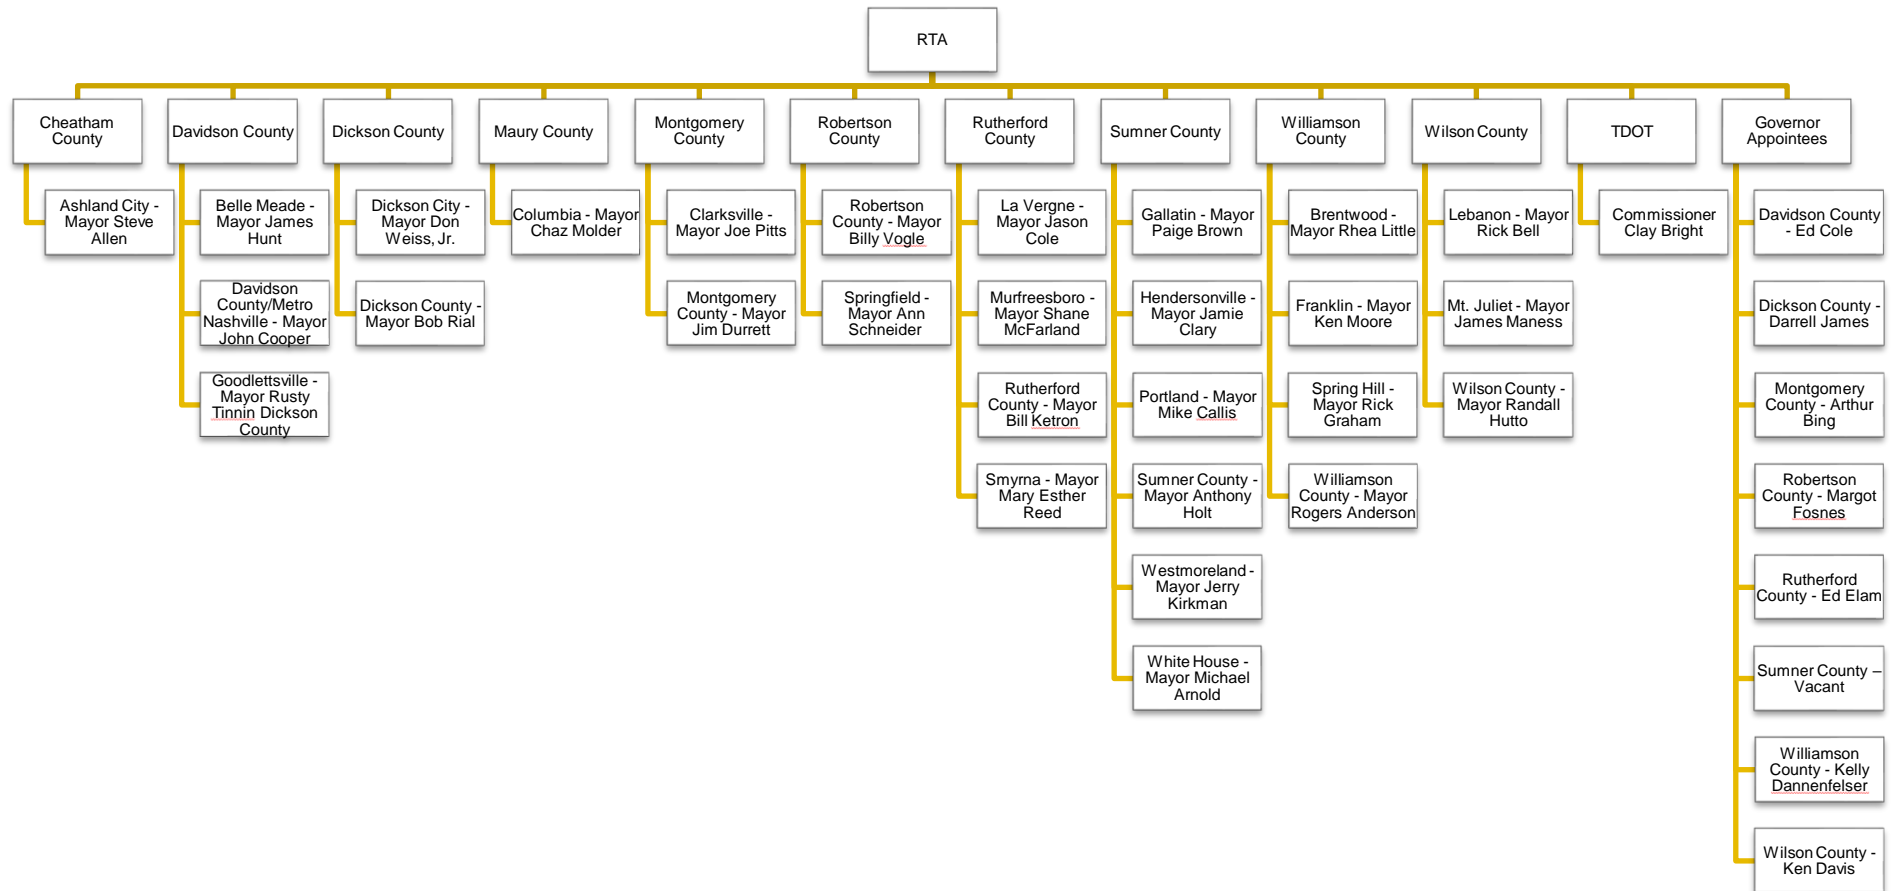 RTA
Cheatham
County
Davidson County
Dickson County
Maury County
Montgomery
County
Robertson
County
Rutherford
County
Sumner County
Williamson
County
Wilson County
TDOT
Governor
Appointees
Ashland City -
Mayor Steve
Allen
Belle Meade -
Mayor James
Hunt
Davidson
County/Metro
Nashville - Mayor
John Cooper
Goodlettsville -
Mayor Rusty
Tinnin Dickson
County
Dickson City -
Mayor Don
Weiss, Jr.
Dickson County -
Mayor Bob Rial
Columbia - Mayor
Chaz Molder
Clarksville -
Mayor Joe Pitts
Montgomery
County - Mayor
Jim Durrett
Robertson
County - Mayor
Billy Vogle
Springfield -
Mayor Ann
Schneider
La Vergne -
Mayor Jason
Cole
Murfreesboro -
Mayor Shane
McFarland
Rutherford
County - Mayor
Bill Ketron
Smyrna - Mayor
Mary Esther
Reed
Gallatin - Mayor
Paige Brown
Hendersonville -
Mayor Jamie
Clary
Portland - Mayor
Mike Callis
Sumner County -
Mayor Anthony
Holt
Westmoreland -
Mayor Jerry
Kirkman
White House -
Mayor Michael
Arnold
Brentwood -
Mayor Rhea Little
Franklin - Mayor
Ken Moore
Spring Hill -
Mayor Rick
Graham
Williamson
County - Mayor
Rogers Anderson
Lebanon - Mayor
Rick Bell
Mt. Juliet - Mayor
James Maness
Wilson County -
Mayor Randall
Hutto
Commissioner
Clay Bright
Davidson County
- Ed Cole
Dickson County -
Darrell James
Montgomery
County - Arthur
Bing
Robertson
County - Margot
Fosnes
Rutherford
County - Ed Elam
Sumner County –
Vacant
Williamson
County - Kelly
Dannenfelser
Wilson County -
Ken Davis